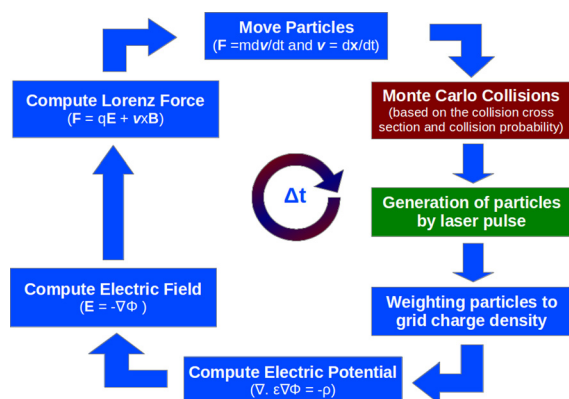 Move Particles
(F =mdv/dt and v = dx/dt)
Compute Lorenz Force
(F = qE + vxB)
Monte Carlo Collisions
(based on the collision cross
section and collision probability)
Δt
Generation of particles
by laser pulse
Compute Electric Field
(E = -∇Φ )
Weighting particles to
grid charge density
Compute Electric Potential
(∇. ε∇Φ = -ρ)